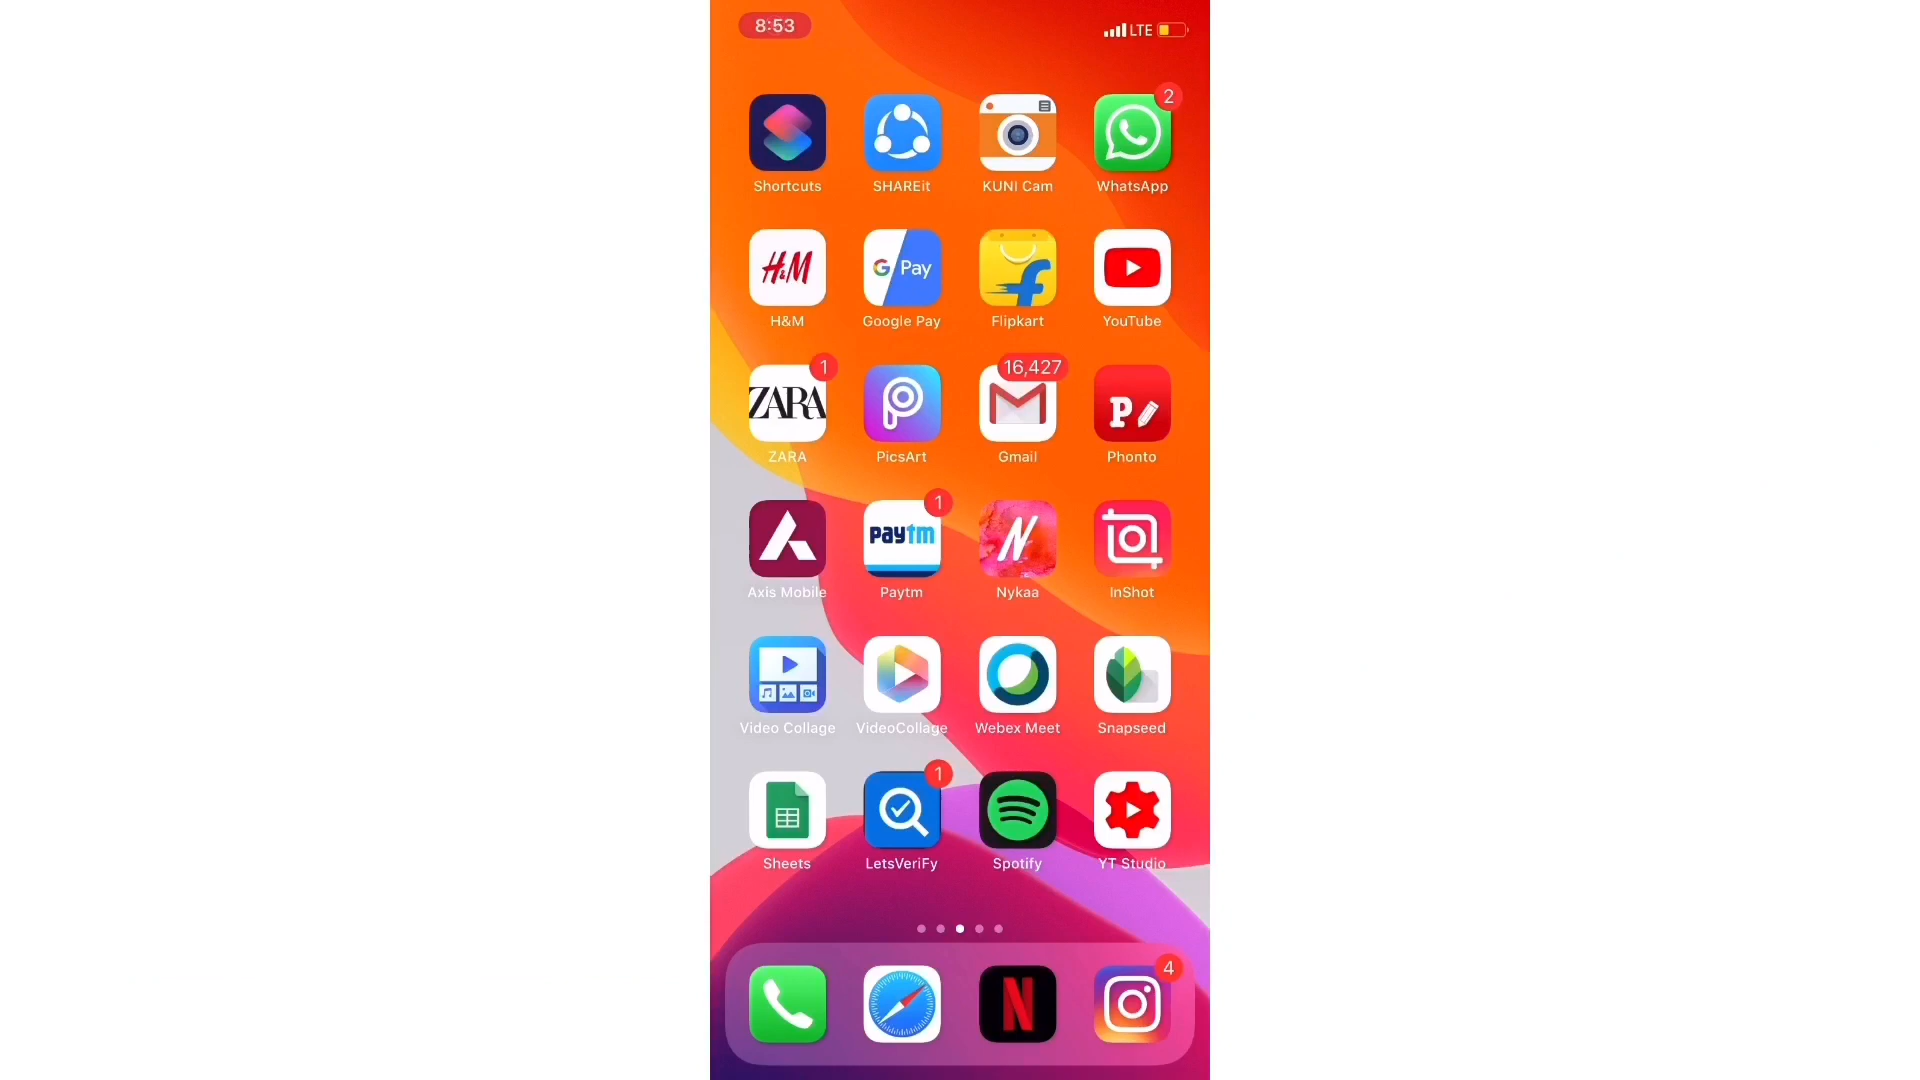 8:53 LTE
2
Shortcuts SHAREit KUNI Cam WhatsApp
H&M G Pay
H&M Google Pay Flipkart YouTube
1 16,427
ZARA P
ZARA PicsArt Gmail Phonto
1
paytm N
Axis Mobile Paytm Nykaa InShot
Video Collage VideoCollage Webex Meet Snapseed
1
Sheets LetsVeriFy Spotify YT Studio
4
N